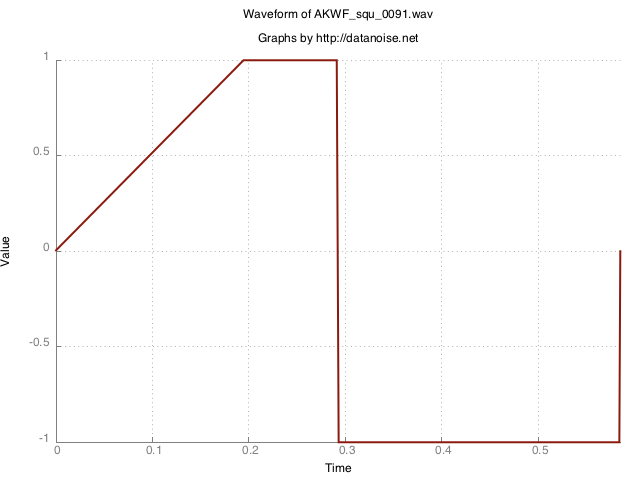 Waveform of AKWF_squ_0091.wav
Graphs by http://datanoise.net
1
0.5
0
-0.5
-1
Value
0 0.1 0.2 0.3 0.4 0.5
Time